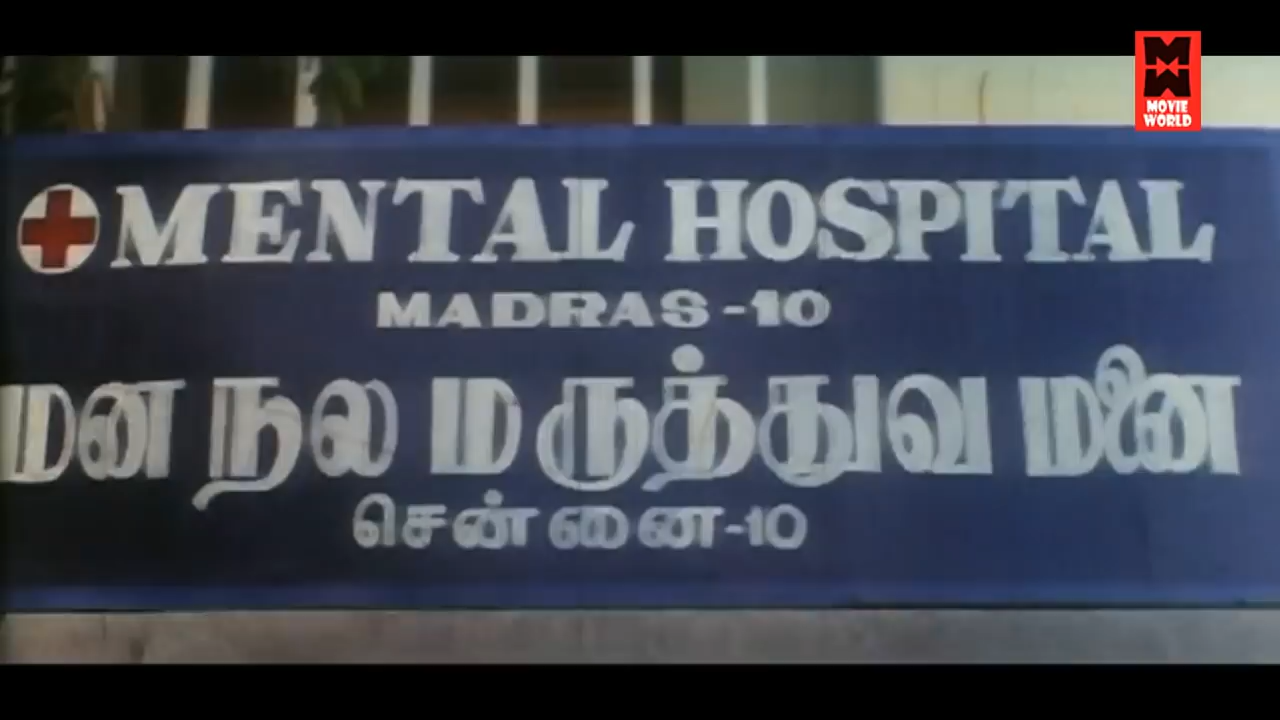 MOVIE
WORLD
MENTAL HOSPITAL
MADRAS-10
மன நல மருத்துவ மனை
சென்னை-10